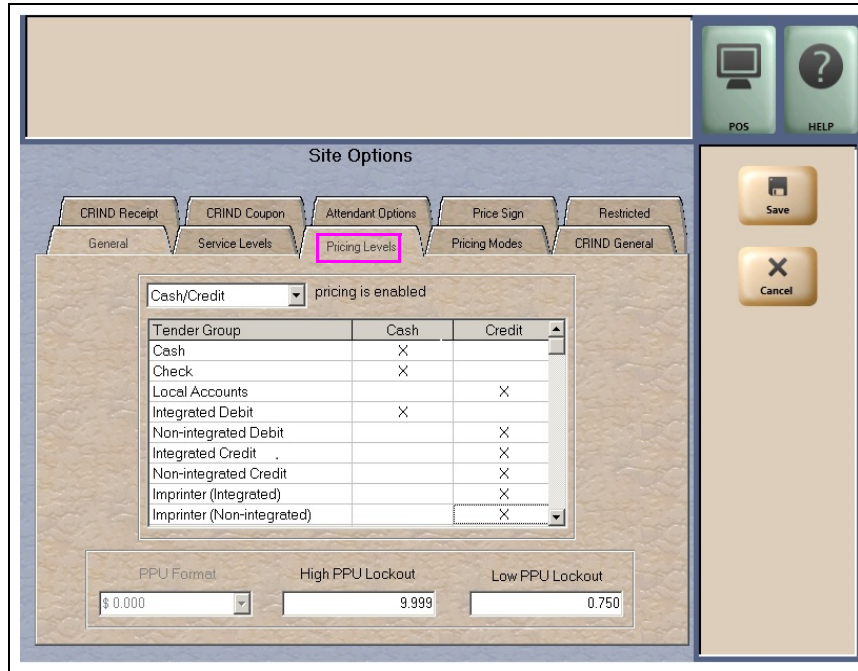 POS HELP
Site Options
CRIND Receipt CRIND Coupon Attendant Options Price Sign Restricted
General Service Levels Pricing Levels Pricing Modes CRIND General
Save
Cancel
Cash/Credit pricing is enabled
Tender Group Cash Credit
Cash X
Check X
Local Accounts X
Integrated Debit X
Non-integrated Debit X
Integrated Credit . X
Non-integrated Credit X
Imprinter (Integrated) X
Imprinter (Non-integrated) X
PPU Format High PPU Lockout Low PPU Lockout
$ 0.000 9.999 0.750